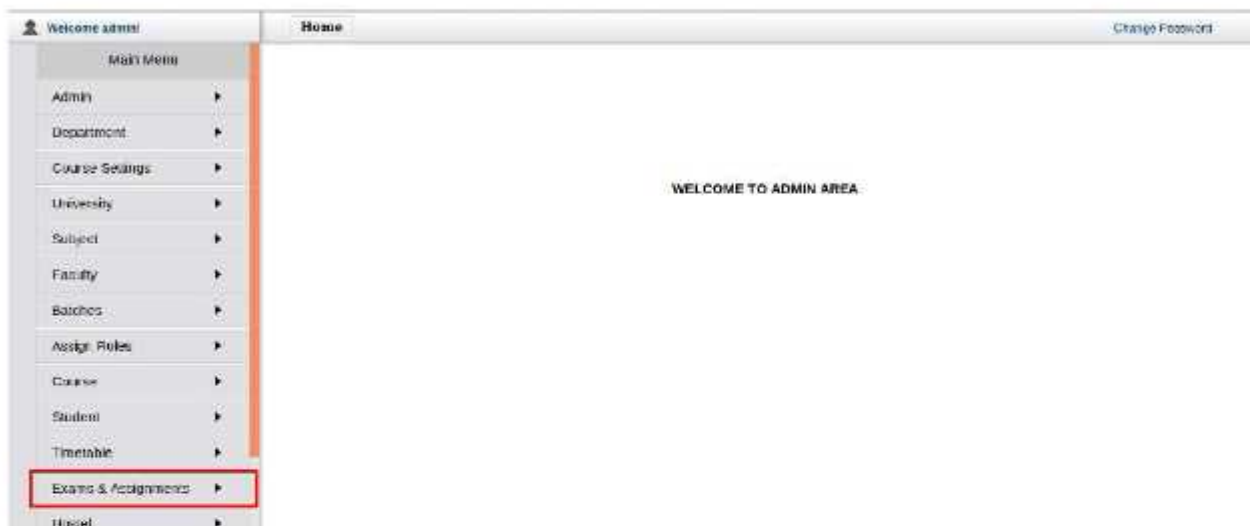 Welcome admin!
Home
Change Password
Main Menu
Admin
Department
Course Settings
University
Subject
Faculty
Batches
Assign Roles
Course
Student
Timetable
Exams & Assignments
Hostel
WELCOME TO ADMIN AREA